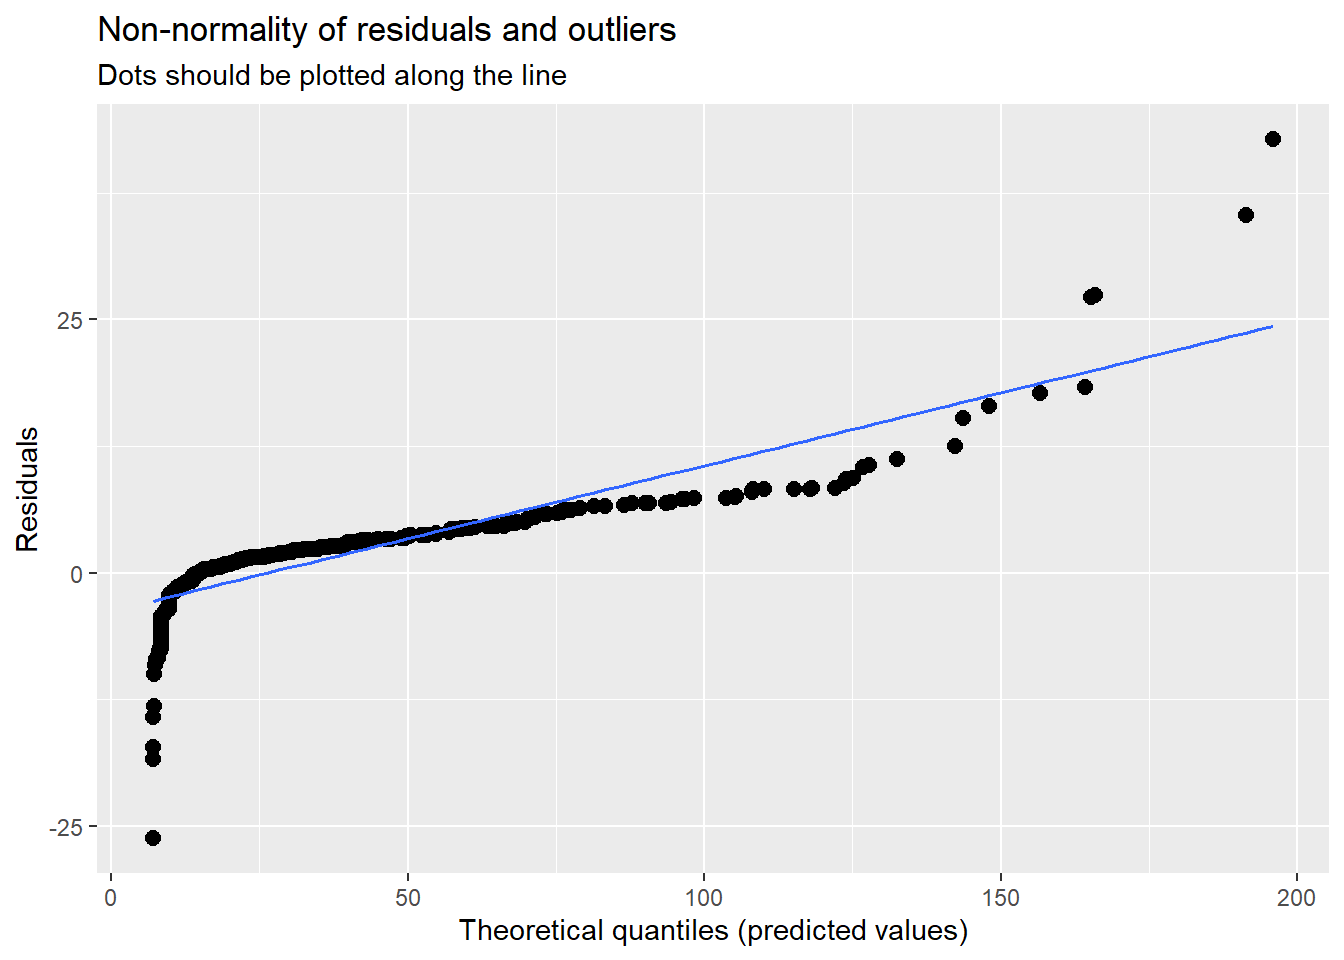 Non-normality of residuals and outliers
Dots should be plotted along the line
Residuals
25
0
-25
0
50
100
150
200
Theoretical quantiles (predicted values)